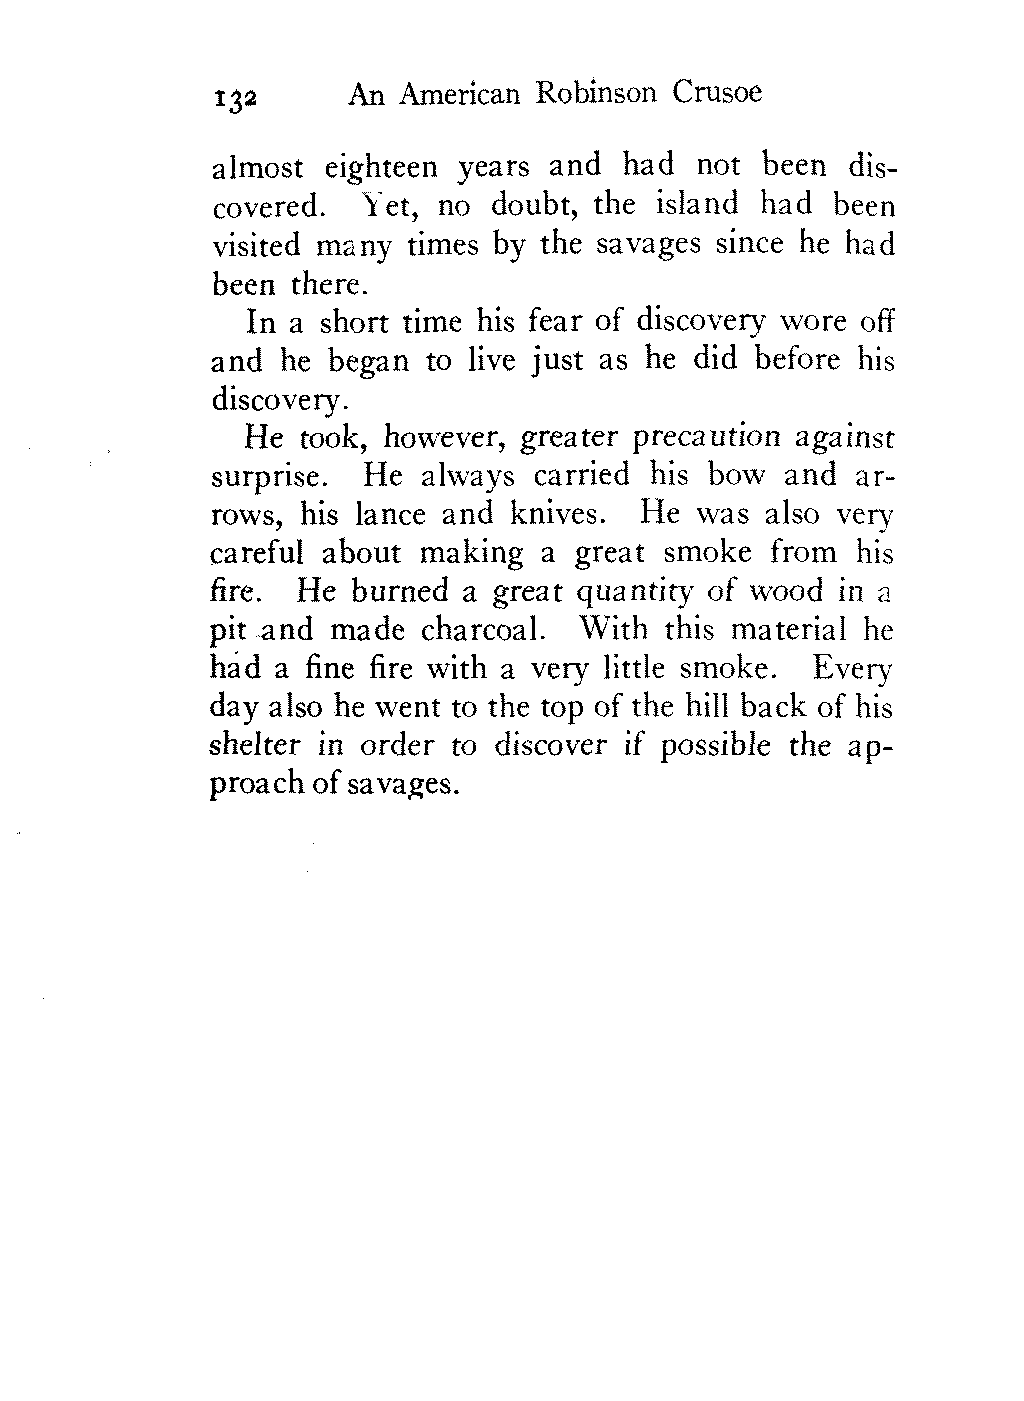 132 An American Robinson Crusoe
almost eighteen years and had not been dis-
covered. Yet, no doubt, the island had been
visited many times by the savages since he had
been there.
In a short time his fear of discovery wore off
and he began to live just as he did before his
discovery.
He took, however, greater precaution against
surprise. He always carried his bow and ar-
rows, his lance and knives. He was also very
careful about making a great smoke from his
fire. He burned a great quantity of wood in a
pit and made charcoal. With this material he
had a fine fire with a very little smoke. Every
day also he went to the top of the hill back of his
shelter in order to discover if possible the ap-
proach of savages.